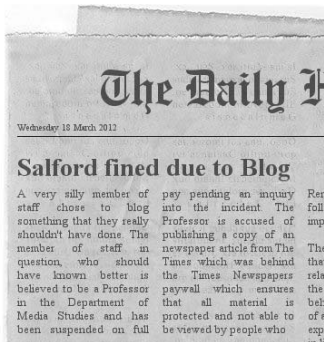 The Daily
Wednesday 18 March 2012
Salford fined due to Blog
A very silly member of
staff chose to blog
something that they really
shouldn't have done. The
member of staff in
question, who should
have known better is
believed to be a Professor
in the Department of
Media Studies and has
been suspended on full
pay pending an inquiry
into the incident. The
Professor is accused of
publishing a copy of an
newspaper article from The
Times which was behind
the Times Newspapers
paywall which ensures
that all material is
protected and not able to
be viewed by people who
The
the